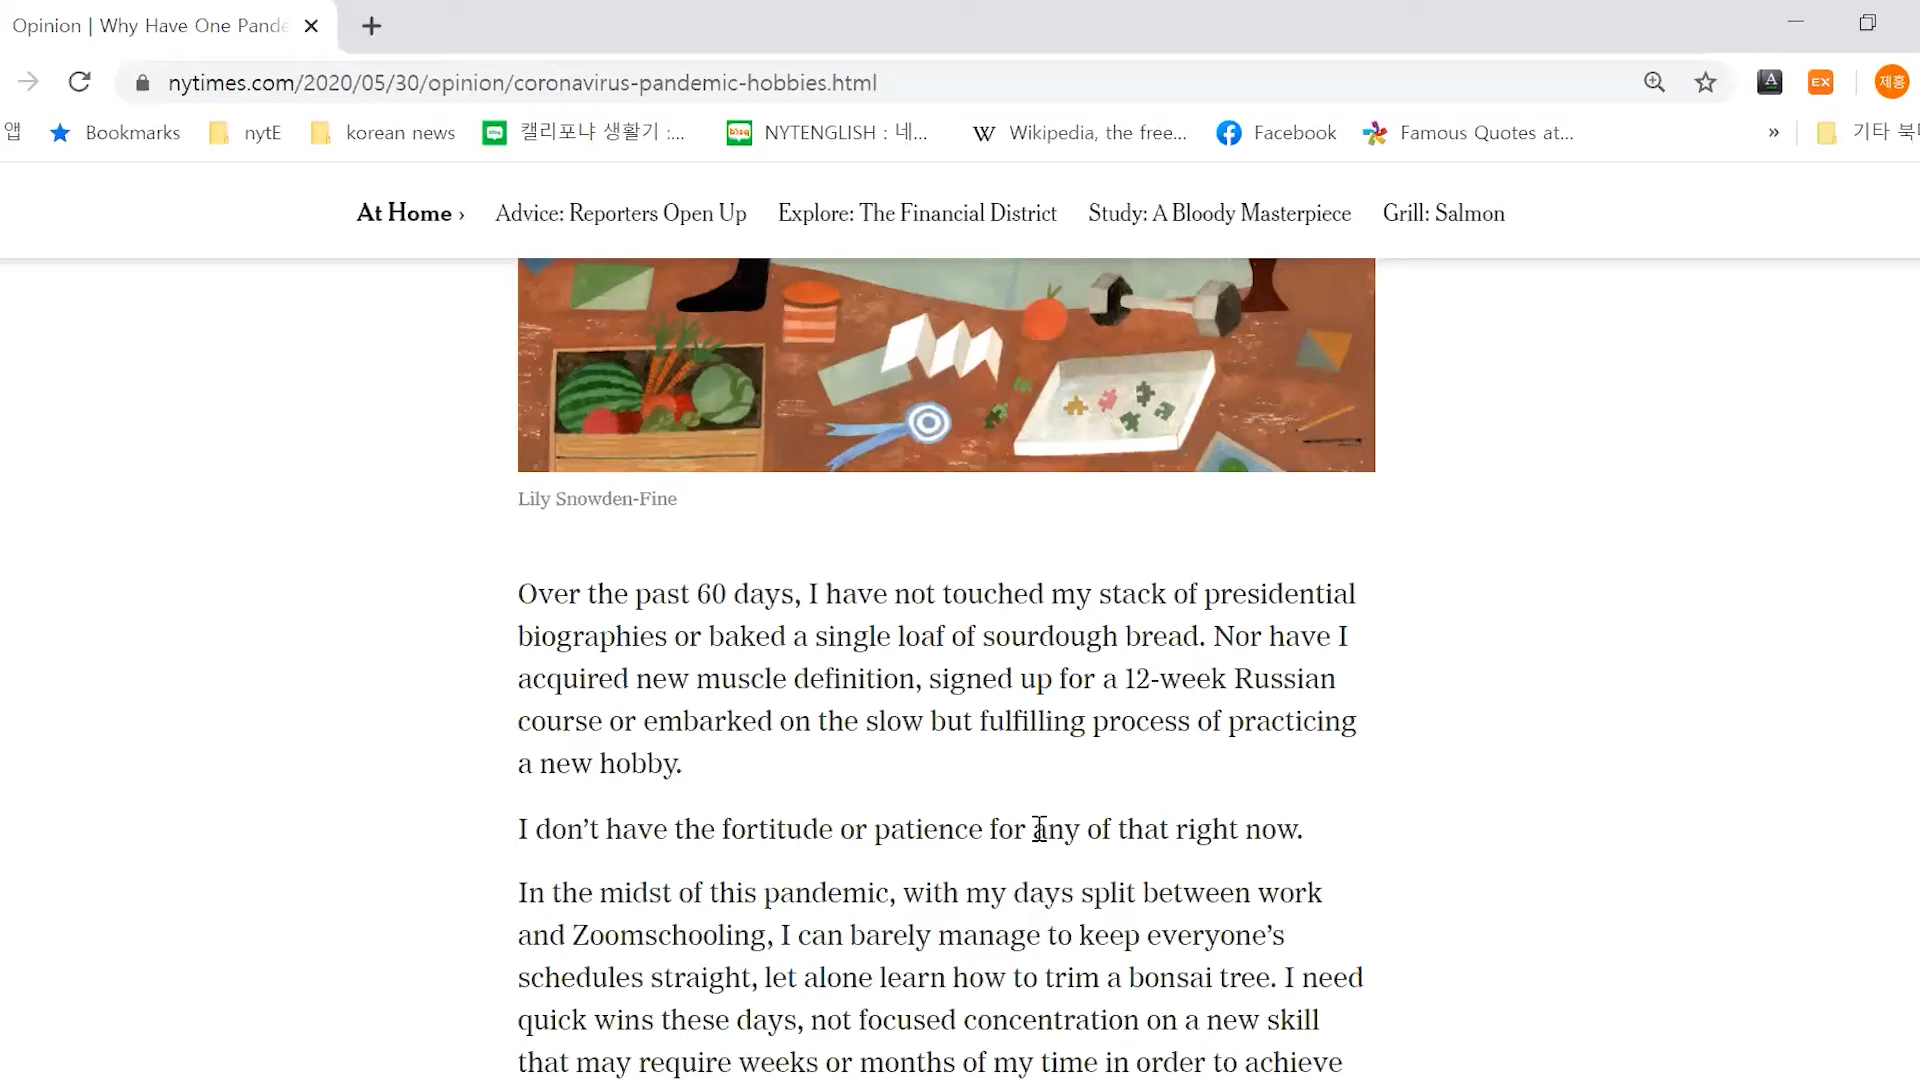 Opinion | Why Have One Pande
nytimes.com/2020/05/30/opinion/coronavirus-pandemic-hobbies.html
A
EX
제홍
앱
Bookmarks
nytE
korean news
캘리포냐 생활기 :...
blog
NYTENGLISH : 네...
W
Wikipedia, the free...
Facebook
Famous Quotes at...
»
기타
At Home ›
Advice: Reporters Open Up
Explore: The Financial District
Study: A Bloody Masterpiece
Grill: Salmon
Lily Snowden-Fine
Over the past 60 days, I have not touched my stack of presidential
biographies or baked a single loaf of sourdough bread. Nor have I
acquired new muscle definition, signed up for a 12-week Russian
course or embarked on the slow but fulfilling process of practicing
a new hobby.
I don’t have the fortitude or patience for any of that right now.
In the midst of this pandemic, with my days split between work
and Zoomschooling, I can barely manage to keep everyone’s
schedules straight, let alone learn how to trim a bonsai tree. I need
quick wins these days, not focused concentration on a new skill
that may require weeks or months of my time in order to achieve